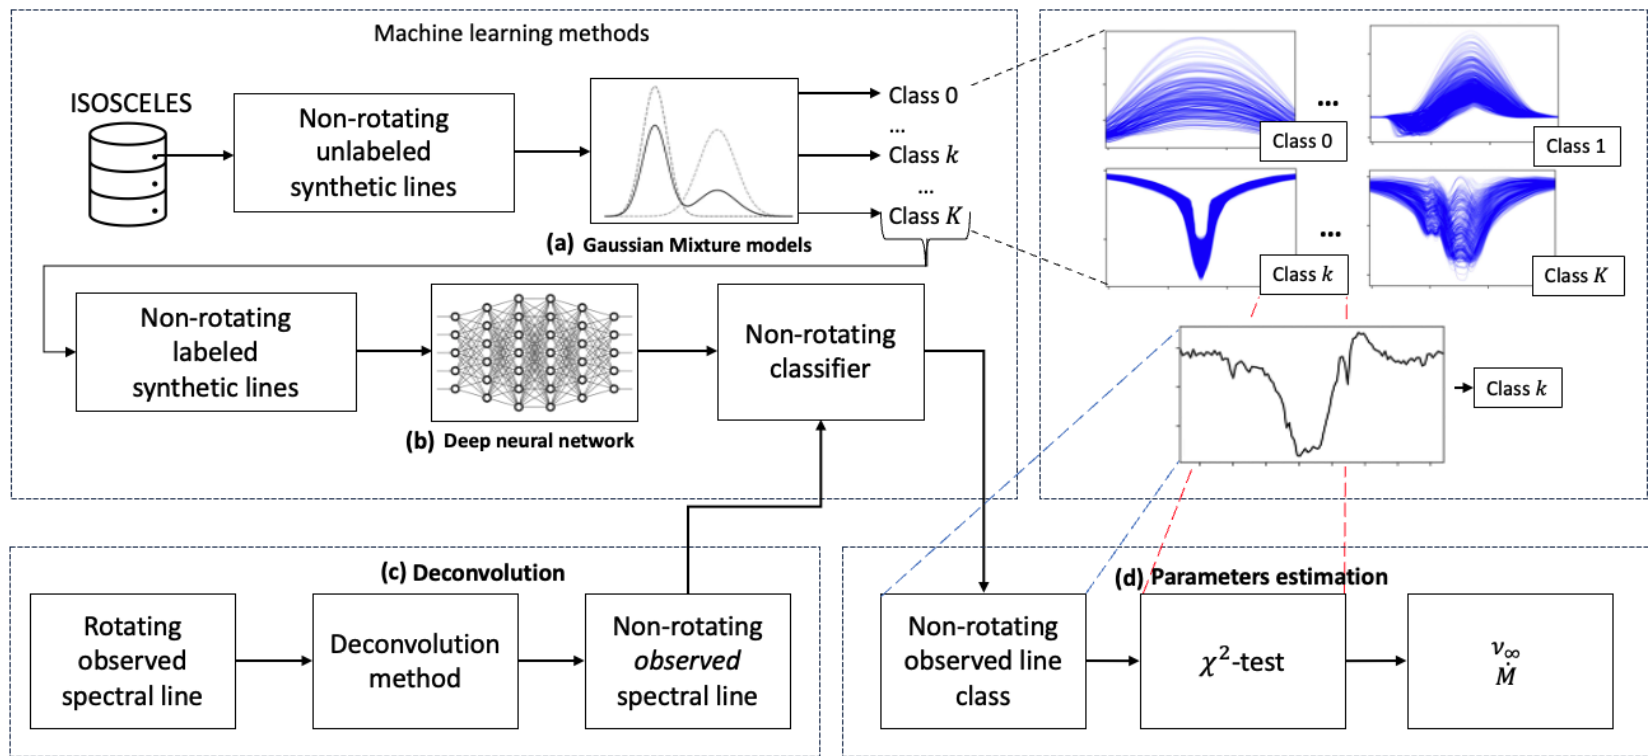 Machine learning methods
ISOSCELES
Non-rotating
unlabeled
synthetic lines
Class 0
...
Class k
...
Class K
(a) Gaussian Mixture models
Non-rotating
labeled
synthetic lines
(b) Deep neural network
Non-rotating
classifier
...
Class 0
Class 1
...
Class k
Class K
Class k
(c) Deconvolution
Rotating
observed
spectral line
Deconvolution
method
Non-rotating
observed
spectral line
(d) Parameters estimation
Non-rotating
observed line
class
χ²-test
ν∞
Ṁ